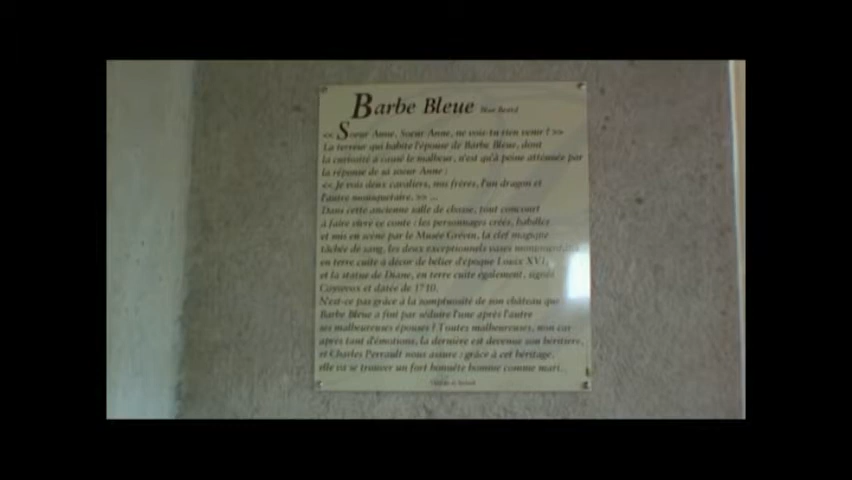 Barbe Bleue Blue Beard
<< Soeur Anne, Soeur Anne, ne vois-tu rien venir ? >>
La terreur qui habite l'épouse de Barbe Bleue, dont
la curiosité a causé le malheur, n'est qu'à peine atténuée par
la réponse de sa soeur Anne :
<< Je vois deux cavaliers, nos frères, l'un dragon et
l'autre mousquetaire. >> ...
Dans cette ancienne salle de chasse, tout concourt
à faire vivre ce conte : les personnages créés, habillés
et mis en scène par le Musée Grévin, la clef magique
tâchée de sang, les deux exceptionnels vases monumentaux
en terre cuite à décor de bélier d'époque Louix XVI,
et la statue de Diane, en terre cuite également, signée
et datée de 1710.
N'est-ce pas grâce à la somptuosité de son château que
Barbe Bleue a fini par séduire l'une après l'autre
ses malheureuses épouses ? Toutes malheureuses, non car
après tant d'émotions, la dernière est devenue son héritière,
et Charles Perrault nous assure : grâce à cet héritage,
elle va se trouver un fort honnête homme comme mari...